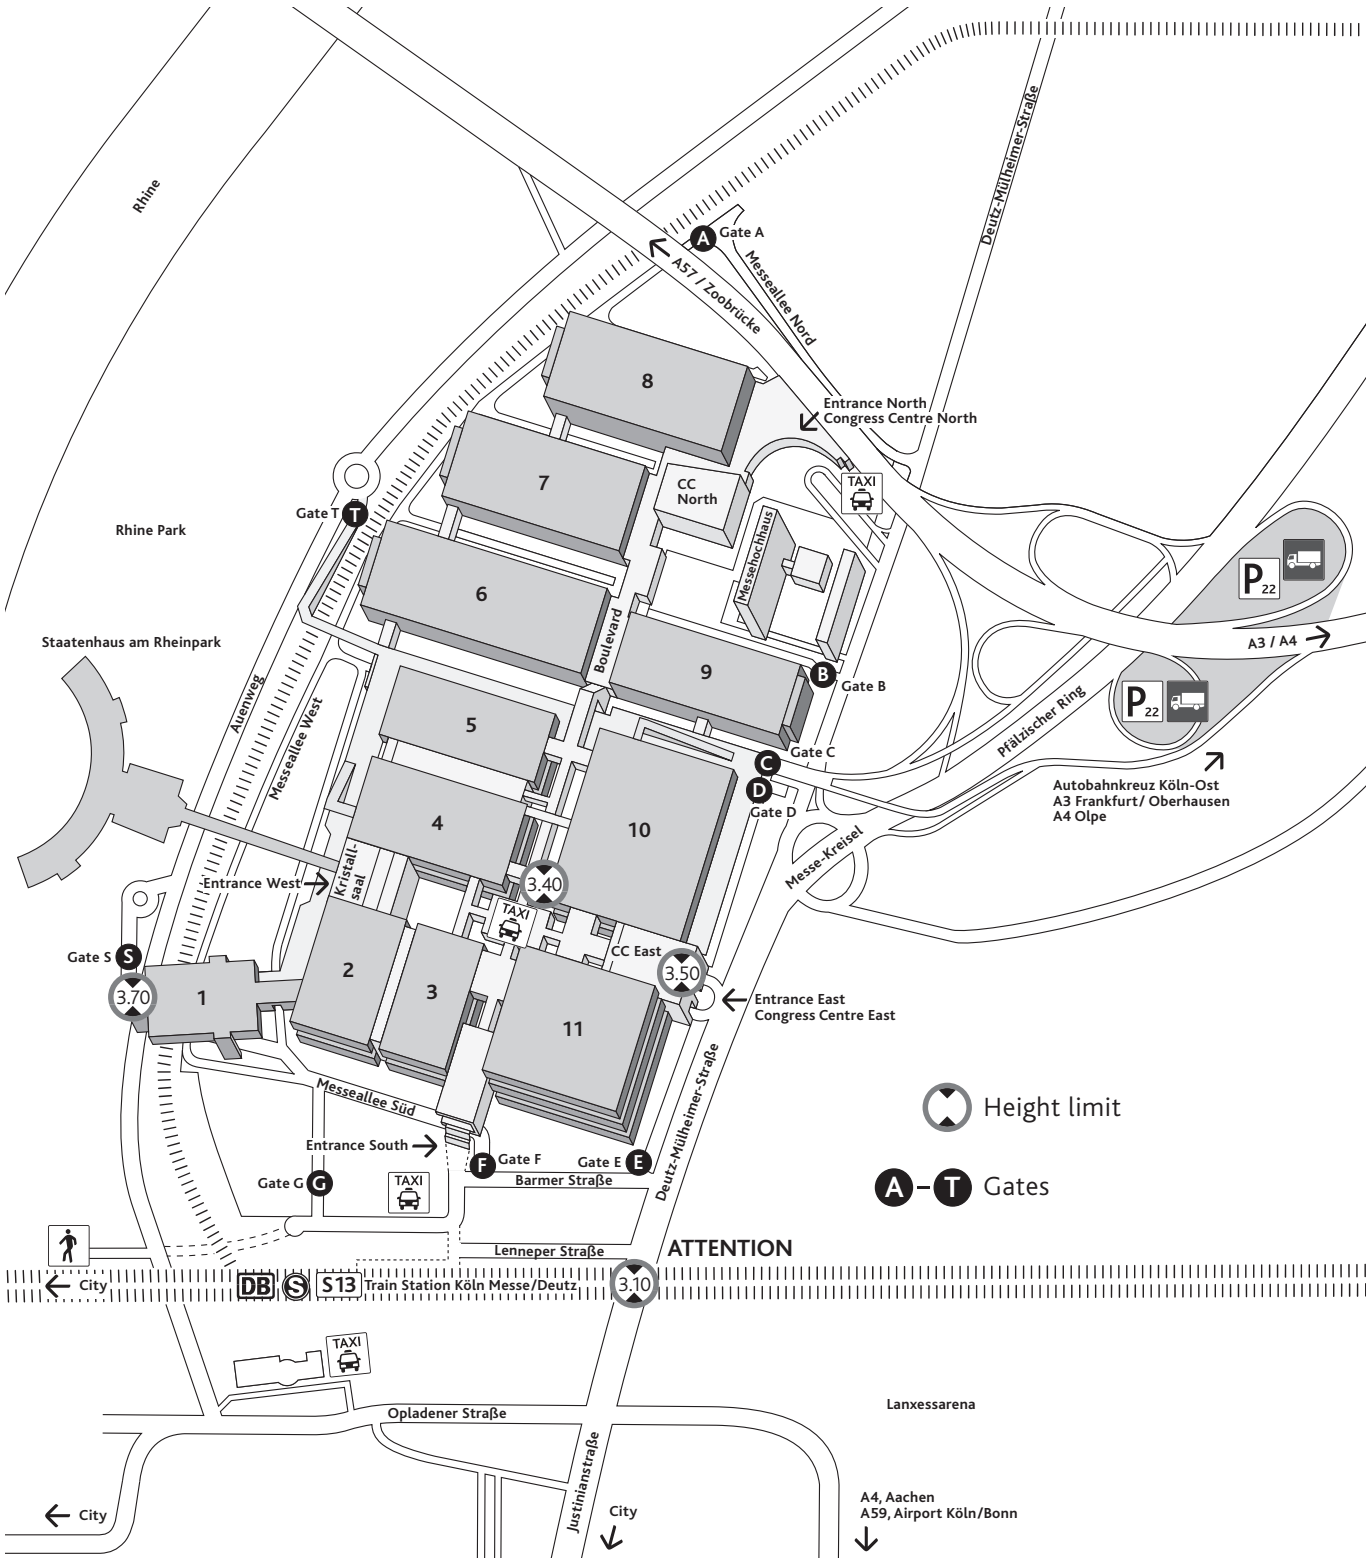 Deutz-Mülheimer-Straße
Rhine
A
Gate A
A57 / Zoobrücke
Messeallee Nord
8
Entrance North
Congress Centre North
7
CC
North
TAXI
Gate T
T
Rhine Park
Messehochhaus
P22
6
Staatenhaus am Rheinpark
Boulevard
A3 / A4
9
B
Gate B
P22
Auenweg
Messeallee West
5
Pfälzischer Ring
Gate C
C
D
Gate D
Autobahnkreuz Köln-Ost
A3 Frankfurt/ Oberhausen
A4 Olpe
4
10
Messe-Kreisel
Kristall-
saal
Entrance West
3.40
TAXI
Gate S
S
CC East
3.50
2
3
3.70
1
Entrance East
Congress Centre East
11
Messeallee Süd
Deutz-Mülheimer-Straße
Height limit
Entrance South
F
Gate F
Gate E
E
Gate G
G
TAXI
Barmer Straße
A
–
T
Gates
Lenneper Straße
ATTENTION
City
DB
S
S13
Train Station Köln Messe/Deutz
3.10
TAXI
Opladener Straße
Lanxessarena
Justinianstraße
City
City
A4, Aachen
A59, Airport Köln/Bonn